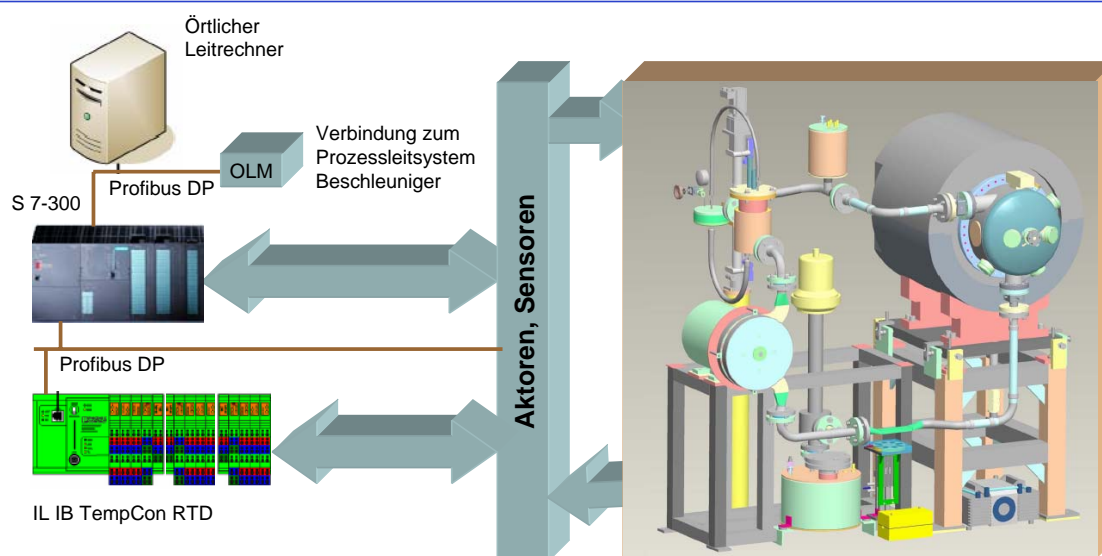 Örtlicher
Leitrechner
OLM
Verbindung zum
Prozessleitsystem
Beschleuniger
Profibus DP
S 7-300
Aktoren, Sensoren
Profibus DP
IL IB TempCon RTD